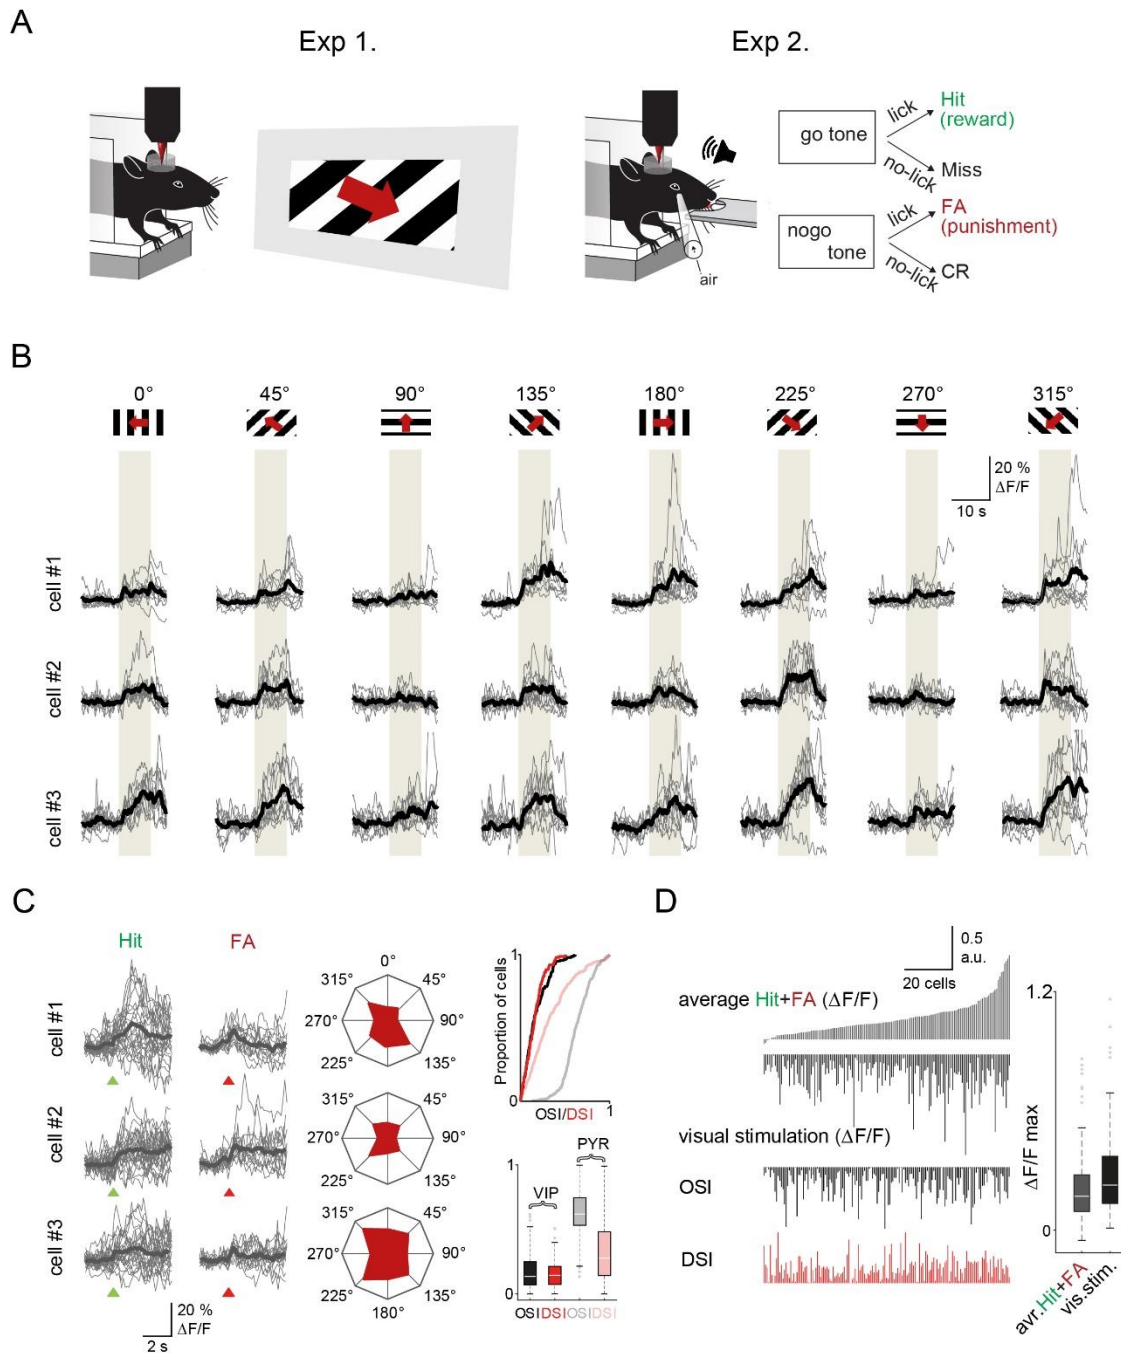 A
Exp 1.
Exp 2.
go tone
lick
Hit
(reward)
no-lick
Miss
nogo
tone
lick
FA
(punishment)
no-lick
CR
air
B
0°
45°
90°
135°
180°
225°
270°
315°
20 %
ΔF/F
10 s
cell #1
cell #2
cell #3
C
Hit
FA
cell #1
cell #2
cell #3
20 %
ΔF/F
2 s
0°
315°
45°
270°
90°
225°
135°
315°
45°
270°
90°
225°
135°
315°
45°
270°
90°
225°
135°
180°
1
Proportion of cells
0
OSI/DSI
1
PYR
1
VIP
0
OSI DSI OSI DSI
D
0.5
a.u.
20 cells
average Hit+FA (ΔF/F)
visual stimulation (ΔF/F)
OSI
DSI
1.2
ΔF/F max
0
avr.Hit+FA
vis.stim.